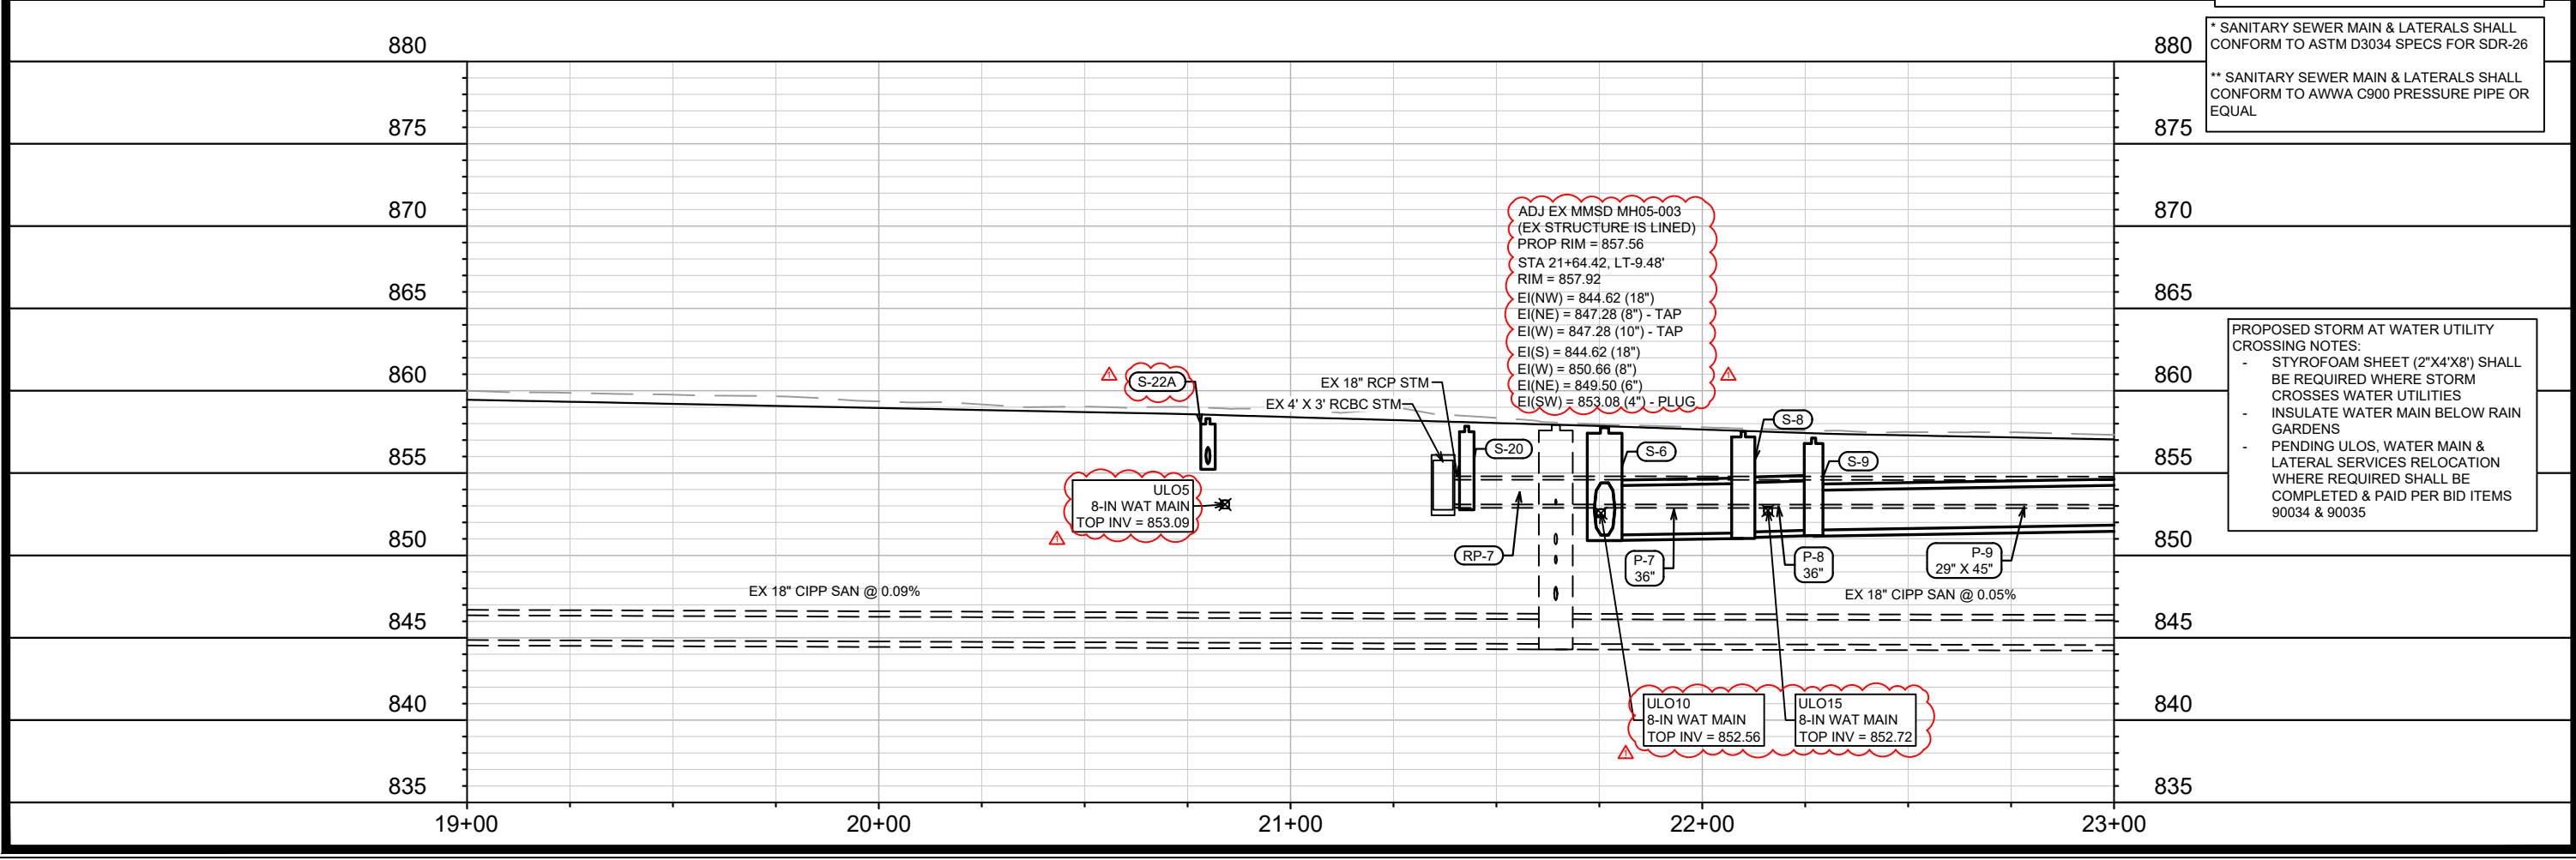 * SANITARY SEWER MAIN & LATERALS SHALL
CONFORM TO ASTM D3034 SPECS FOR SDR-26
** SANITARY SEWER MAIN & LATERALS SHALL
CONFORM TO AWWA C900 PRESSURE PIPE OR
EQUAL
880
875
870
865
860
855
850
845
840
835
880
875
870
865
860
855
850
845
840
835
ADJ EX MMSD MH05-003
(EX STRUCTURE IS LINED)
PROP RIM = 857.56
STA 21+64.42, LT-9.48'
RIM = 857.92
EI(NW) = 844.62 (18")
EI(NE) = 847.28 (8") - TAP
EI(W) = 847.28 (10") - TAP
EI(S) = 844.62 (18")
EI(W) = 850.66 (8")
EI(NE) = 849.50 (6")
EI(SW) = 853.08 (4") - PLUG
PROPOSED STORM AT WATER UTILITY
CROSSING NOTES:
- STYROFOAM SHEET (2"X4'X8') SHALL
BE REQUIRED WHERE STORM
CROSSES WATER UTILITIES
- INSULATE WATER MAIN BELOW RAIN
GARDENS
- PENDING ULOS, WATER MAIN &
LATERAL SERVICES RELOCATION
WHERE REQUIRED SHALL BE
COMPLETED & PAID PER BID ITEMS
90034 & 90035
S-22A
EX 18" RCP STM
EX 4' X 3' RCBC STM
S-20
S-6
S-8
S-9
ULO5
8-IN WAT MAIN
TOP INV = 853.09
RP-7
P-7
36"
P-8
36"
P-9
29" X 45"
EX 18" CIPP SAN @ 0.09%
EX 18" CIPP SAN @ 0.05%
ULO10
8-IN WAT MAIN
TOP INV = 852.56
ULO15
8-IN WAT MAIN
TOP INV = 852.72
19+00
20+00
21+00
22+00
23+00